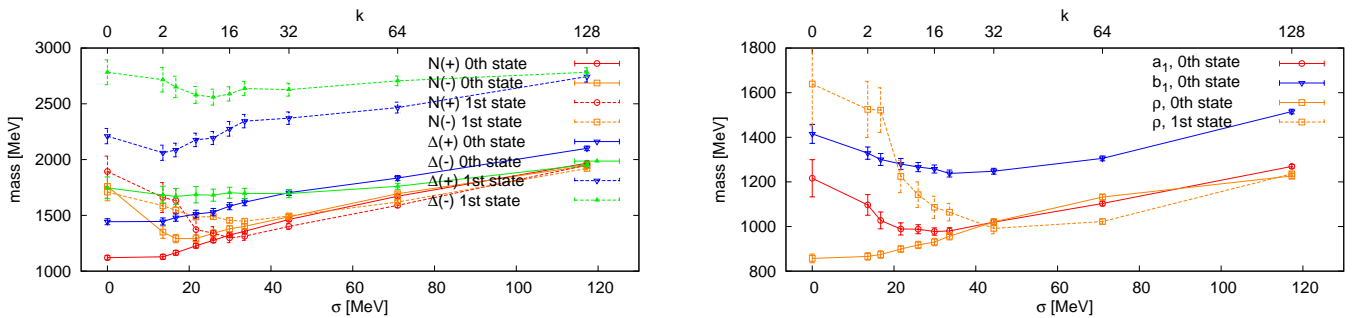 k
0 2 16 32 64 128
3000
2500
2000
1500
1000
mass [MeV]
N(+) 0th state
N(-) 0th state
N(+) 1st state
N(-) 1st state
Δ(+) 0th state
Δ(-) 0th state
Δ(+) 1st state
Δ(-) 1st state
0 20 40 60 80 100 120
σ [MeV]
k
0 2 16 32 64 128
1800
1600
1400
1200
1000
800
mass [MeV]
a₁, 0th state
b₁, 0th state
ρ, 0th state
ρ, 1st state
0 20 40 60 80 100 120
σ [MeV]